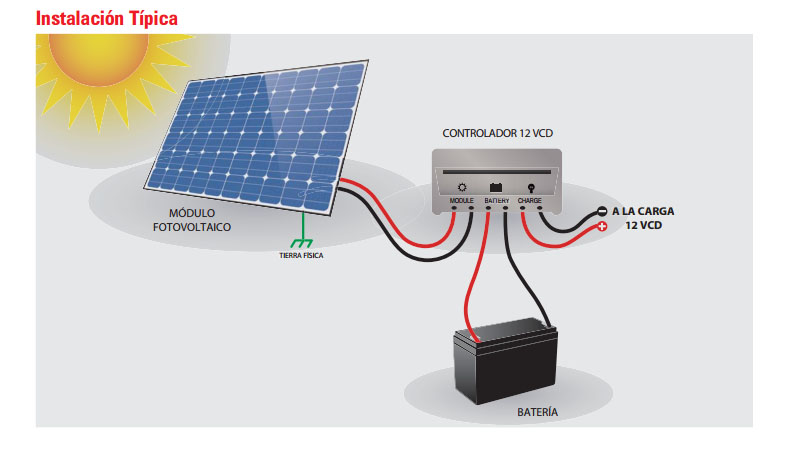 Instalación Típica
CONTROLADOR 12 VCD
MODULE BATTERY CHARGE
MÓDULO
FOTOVOLTAICO
A LA CARGA
12 VCD
TIERRA FÍSICA
BATERÍA